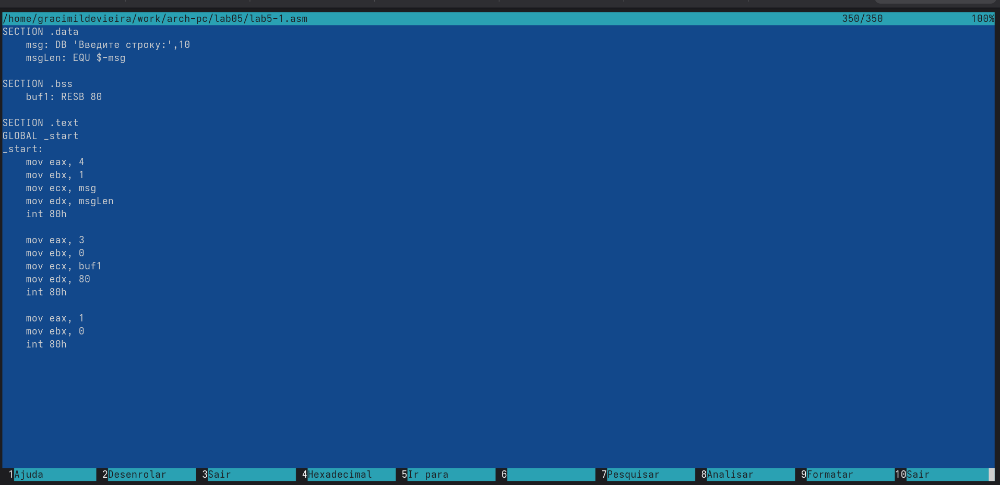 /home/gracimildevieira/work/arch-pc/lab05/lab5-1.asm 350/350 100%
SECTION .data
    msg: DB 'Введите строку:',10
    msgLen: EQU $-msg

SECTION .bss
    buf1: RESB 80

SECTION .text
GLOBAL _start
_start:
    mov eax, 4
    mov ebx, 1
    mov ecx, msg
    mov edx, msgLen
    int 80h

    mov eax, 3
    mov ebx, 0
    mov ecx, buf1
    mov edx, 80
    int 80h

    mov eax, 1
    mov ebx, 0
    int 80h
1Ajuda 2Desenrolar 3Sair 4Hexadecimal 5Ir para 6 7Pesquisar 8Analisar 9Formatar 10Sair